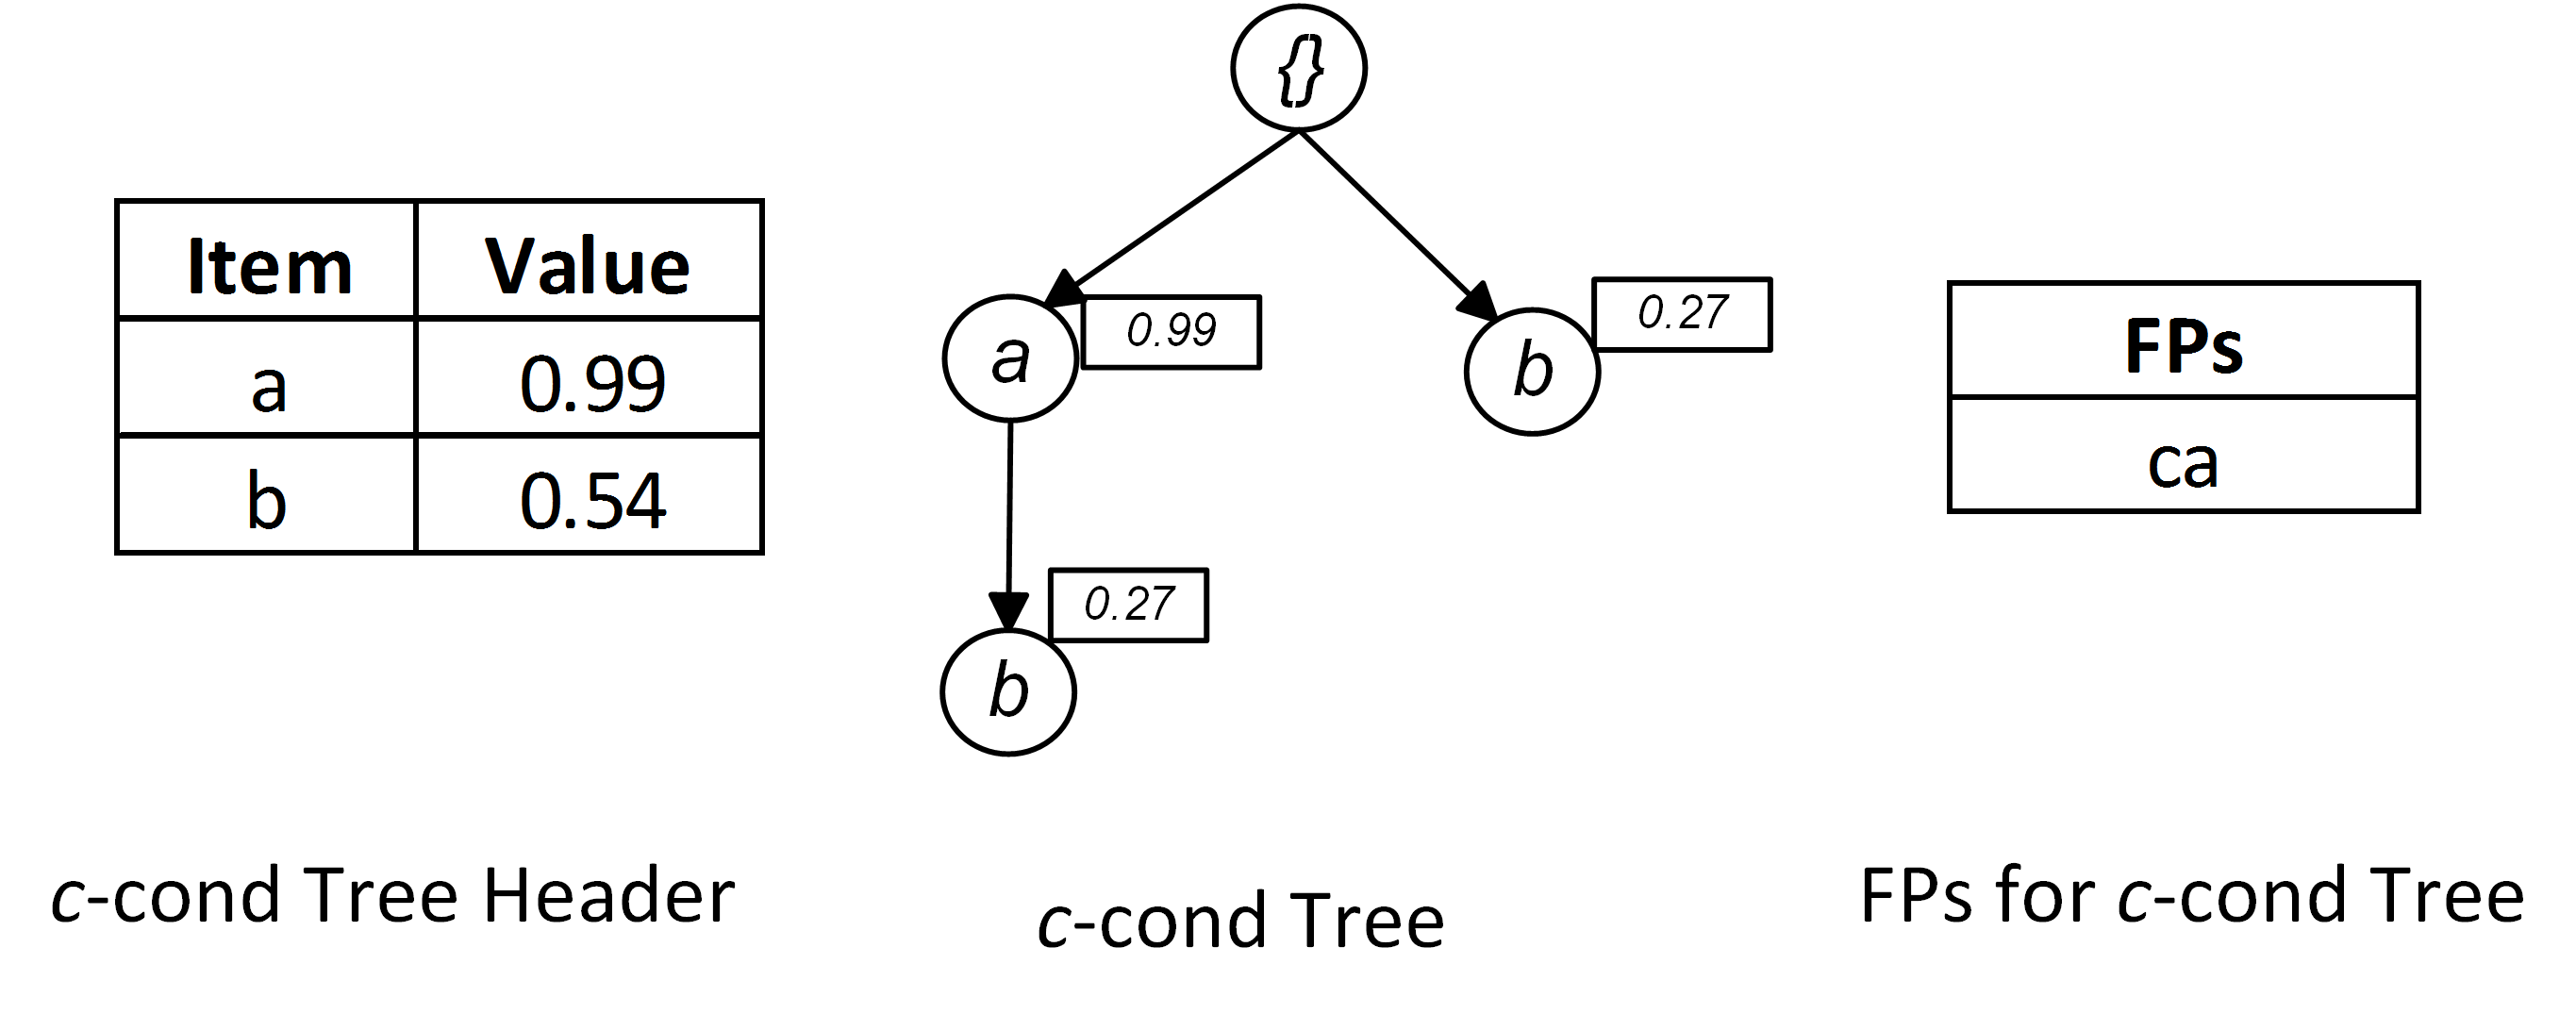 Item Value
a 0.99
b 0.54
c-cond Tree Header
{}
a 0.99
b 0.27
b 0.27
c-cond Tree
FPs
ca
FPs for c-cond Tree